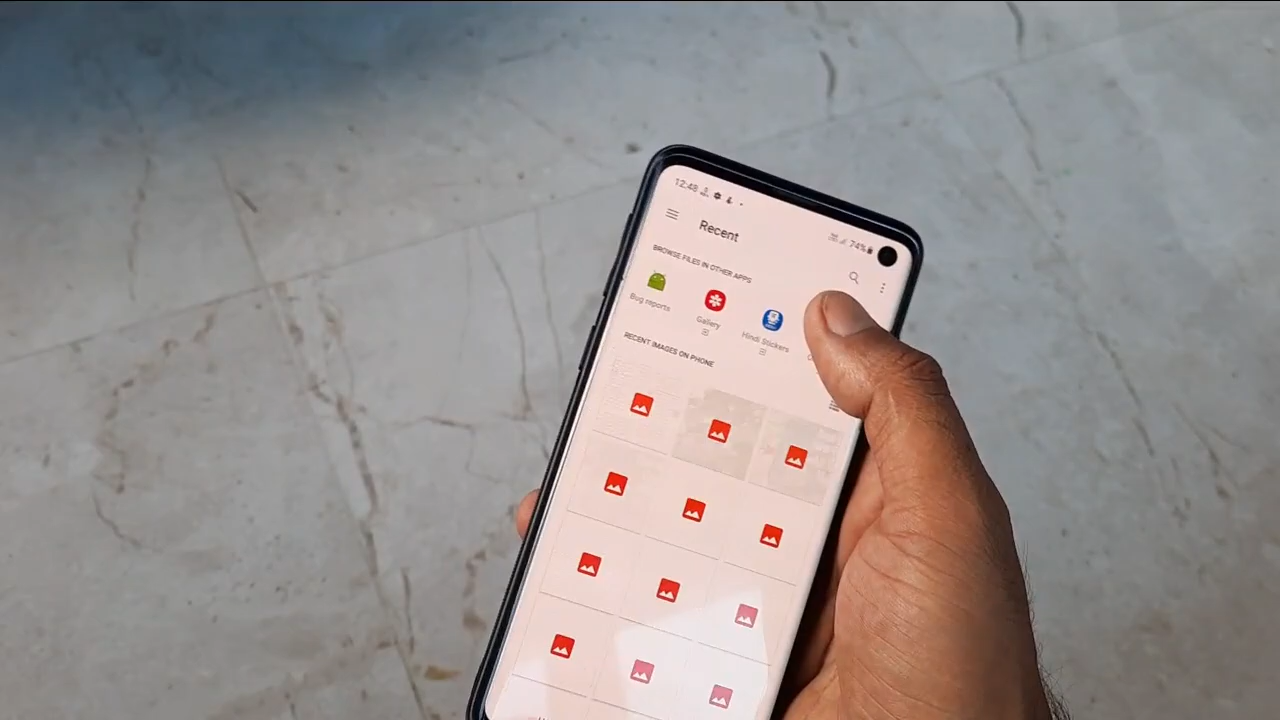 12:48
74%
Recent
BROWSE FILES IN OTHER APPS
Bug reports
Gallery
Hindi Stickers
RECENT IMAGES ON PHONE